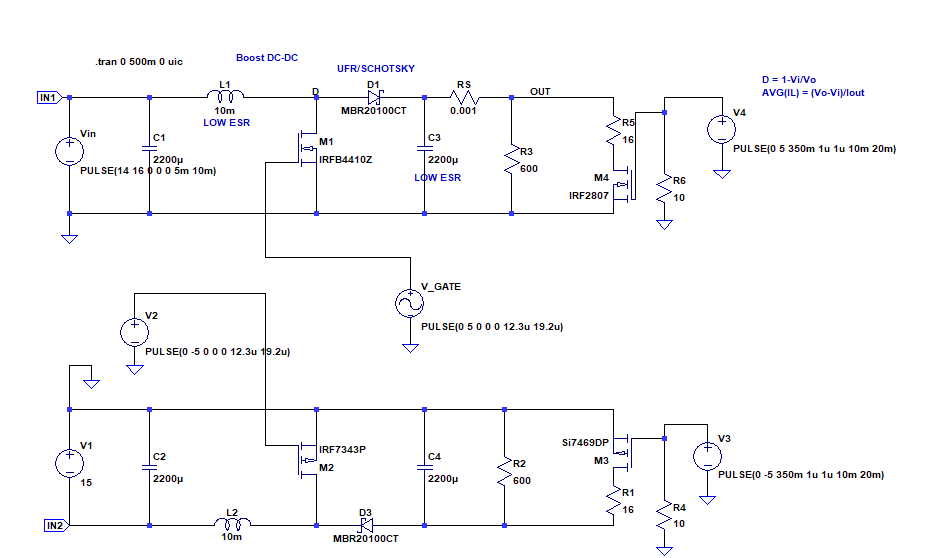 .tran 0 500m 0 uic
Boost DC-DC
UFR/SCHOTSKY
D = 1-Vi/Vo
AVG(IL) = (Vo-Vi)/Iout
IN1
L1
10m
LOW ESR
D
D1
MBR20100CT
RS
0.001
OUT
Vin
PULSE(14 16 0 0 0 5m 10m)
C1
2200µ
M1
IRFB4410Z
C3
2200µ
LOW ESR
R3
600
R5
16
M4
IRF2807
R6
10
V4
PULSE(0 5 350m 1u 1u 10m 20m)
V_GATE
PULSE(0 5 0 0 0 12.3u 19.2u)
V2
PULSE(0 -5 0 0 0 12.3u 19.2u)
V1
15
C2
2200µ
IRF7343P
M2
C4
2200µ
R2
600
Si7469DP
M3
R1
16
V3
PULSE(0 -5 350m 1u 1u 10m 20m)
R4
10
IN2
L2
10m
D3
MBR20100CT